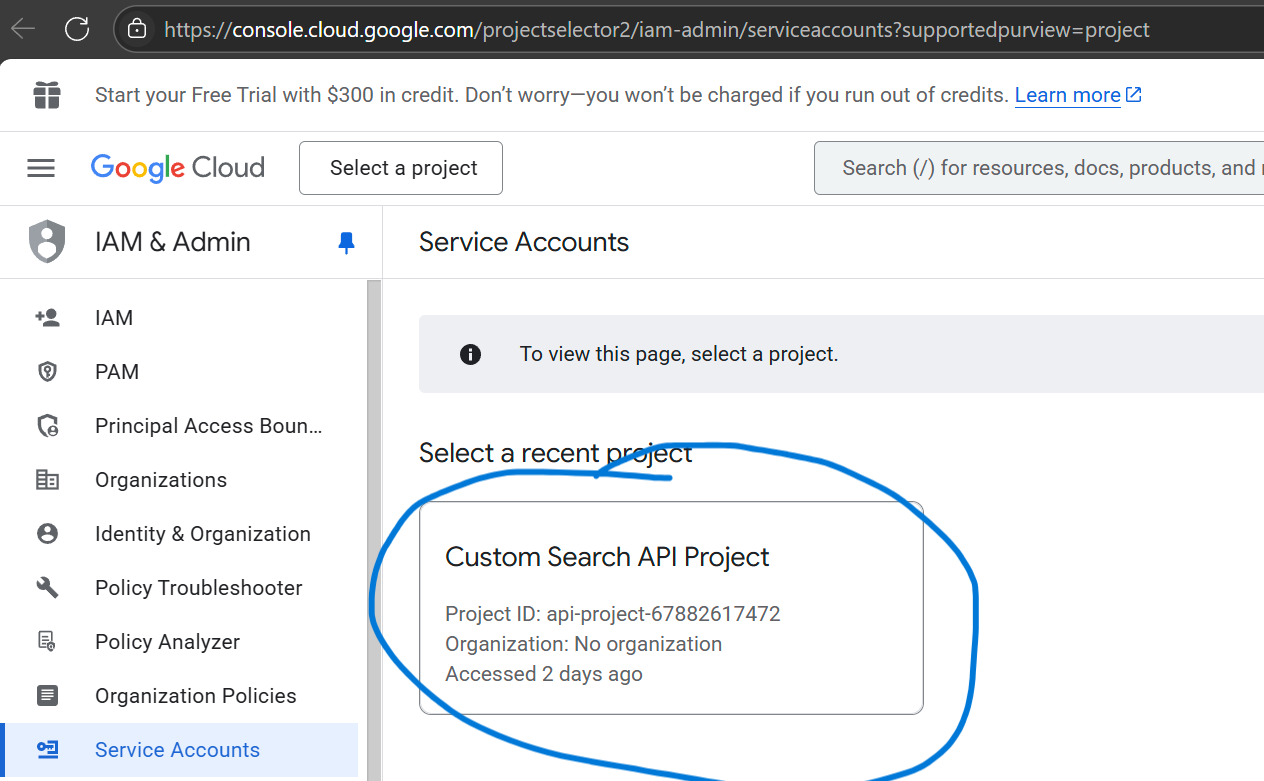 https://console.cloud.google.com/projectselector2/iam-admin/serviceaccounts?supportedpurview=project
Start your Free Trial with $300 in credit. Don’t worry—you won’t be charged if you run out of credits. Learn more
Google Cloud
Select a project
Search (/) for resources, docs, products, and
IAM & Admin
Service Accounts
IAM
PAM
Principal Access Boun...
Organizations
Identity & Organization
Policy Troubleshooter
Policy Analyzer
Organization Policies
Service Accounts
To view this page, select a project.
Select a recent project
Custom Search API Project
Project ID: api-project-67882617472
Organization: No organization
Accessed 2 days ago